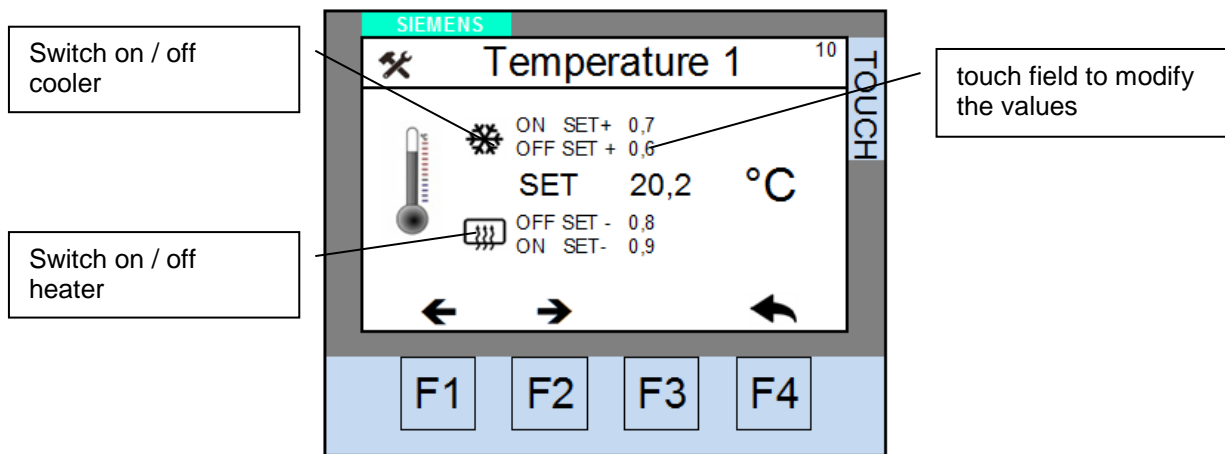 SIEMENS
Switch on / off
cooler
Temperature 1
10
TOUCH
touch field to modify
the values
ON SET+ 0,7
OFF SET + 0,6
SET 20,2 °C
OFF SET - 0,8
ON SET- 0,9
Switch on / off
heater
F1 F2 F3 F4